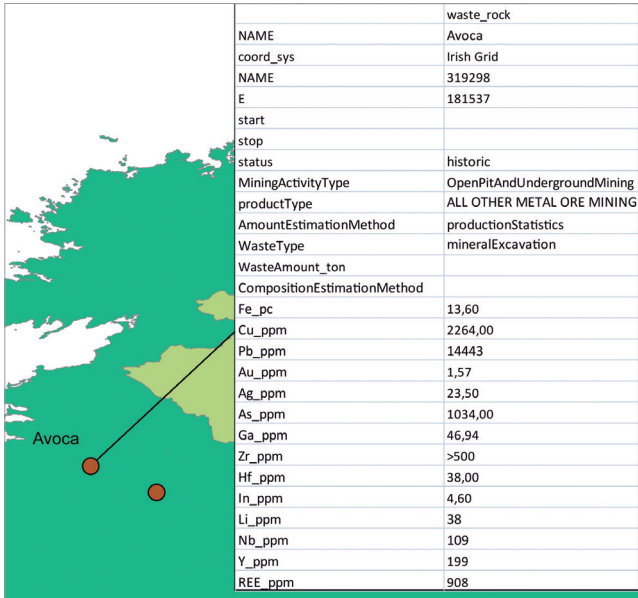 waste_rock
NAME Avoca
coord_sys Irish Grid
NAME 319298
E 181537
start
stop
status historic
MiningActivityType OpenPitAndUndergroundMining
productType ALL OTHER METAL ORE MINING
AmountEstimationMethod productionStatistics
WasteType mineralExcavation
WasteAmount_ton
CompositionEstimationMethod
Fe_pc 13,60
Cu_ppm 2264,00
Pb_ppm 14443
Au_ppm 1,57
Ag_ppm 23,50
As_ppm 1034,00
Ga_ppm 46,94
Zr_ppm >500
Hf_ppm 38,00
In_ppm 4,60
Li_ppm 38
Nb_ppm 109
Y_ppm 199
REE_ppm 908
Avoca